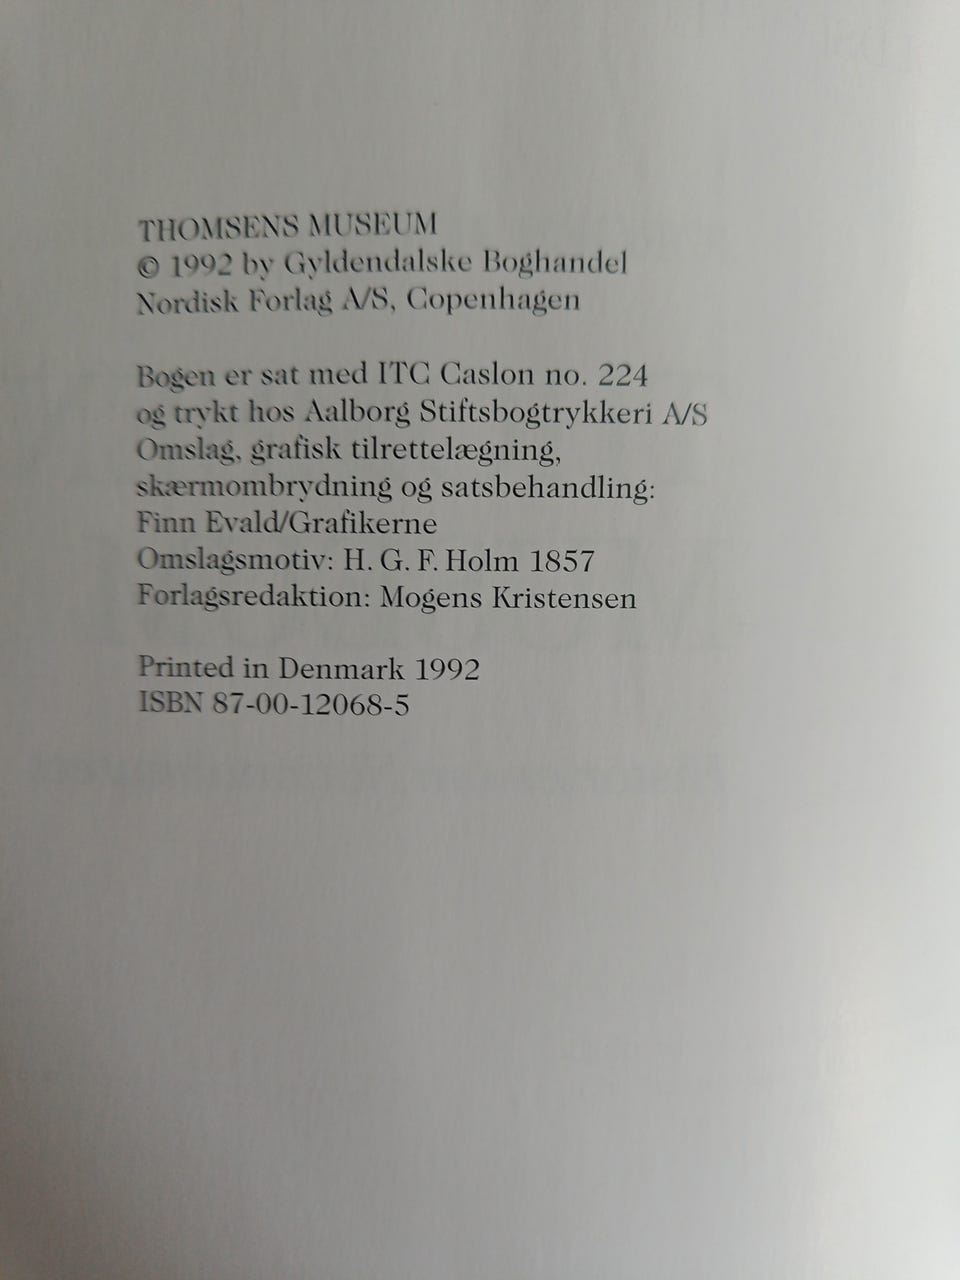 THOMSENS MUSEUM
© 1992 by Gyldendalske Boghandel
Nordisk Forlag A/S, Copenhagen
Bogen er sat med ITC Caslon no. 224
og trykt hos Aalborg Stiftsbogtrykkeri A/S
Omslag, grafisk tilrettelægning,
skærmombrydning og satsbehandling:
Finn Evald/Grafikerne
Omslagsmotiv: H. G. F. Holm 1857
Forlagsredaktion: Mogens Kristensen
Printed in Denmark 1992
ISBN 87-00-12068-5